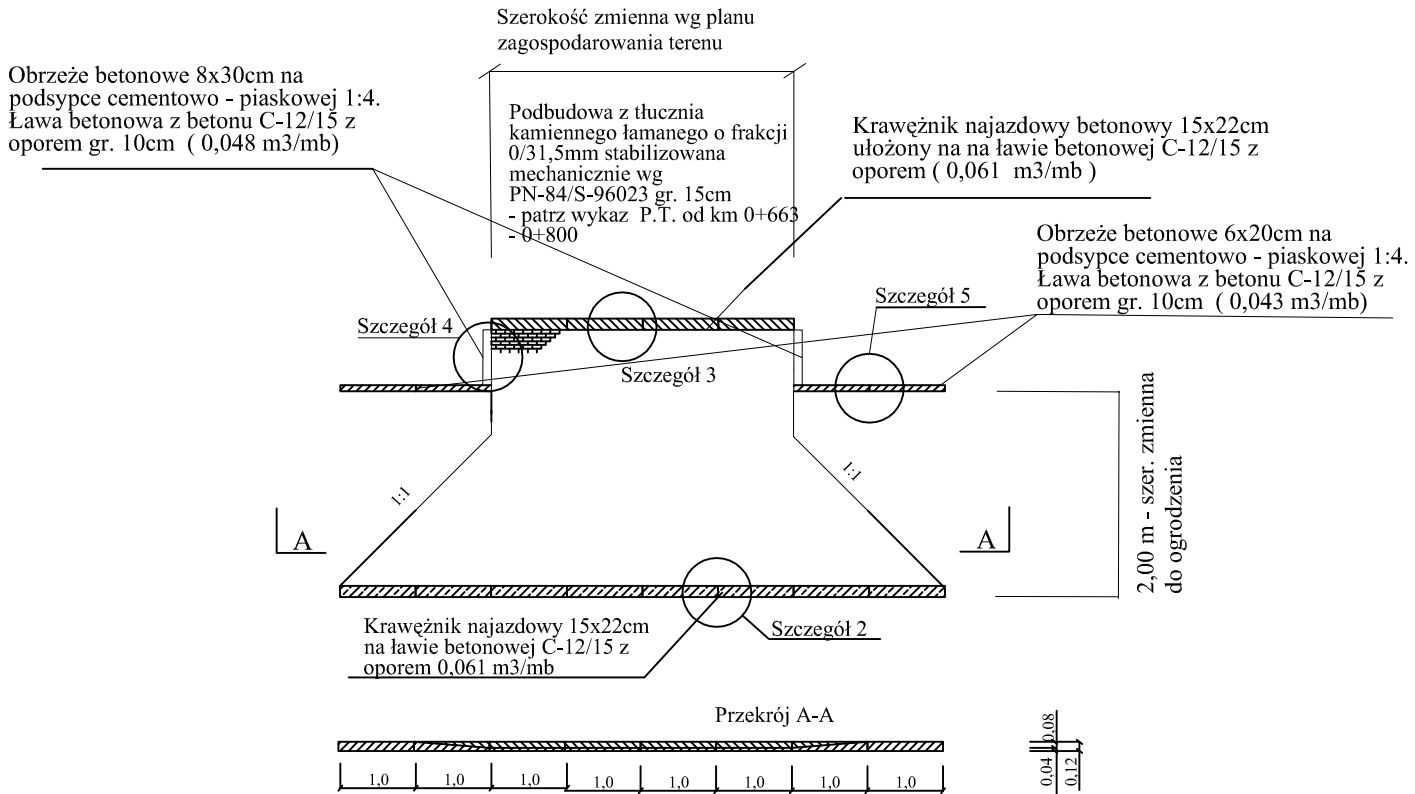 Szerokość zmienna wg planu
zagospodarowania terenu
Obrzeże betonowe 8x30cm na
podsypce cementowo - piaskowej 1:4.
Ława betonowa z betonu C-12/15 z
oporem gr. 10cm ( 0,048 m3/mb)
Podbudowa z tłucznia
kamiennego łamanego o frakcji
0/31,5mm stabilizowana
mechanicznie wg
PN-84/S-96023 gr. 15cm
- patrz wykaz P.T. od km 0+663
- 0+800
Krawężnik najazdowy betonowy 15x22cm
ułożony na na ławie betonowej C-12/15 z
oporem ( 0,061 m3/mb )
Obrzeże betonowe 6x20cm na
podsypce cementowo - piaskowej 1:4.
Ława betonowa z betonu C-12/15 z
oporem gr. 10cm ( 0,043 m3/mb)
Szczegół 4
Szczegół 5
Szczegół 3
1:1
1:1
A
A
2,00 m - szer. zmienna
do ogrodzenia
Krawężnik najazdowy 15x22cm
na ławie betonowej C-12/15 z
oporem 0,061 m3/mb
Szczegół 2
Przekrój A-A
1,0
1,0
1,0
1,0
1,0
1,0
1,0
1,0
0,08
0,04
0,12